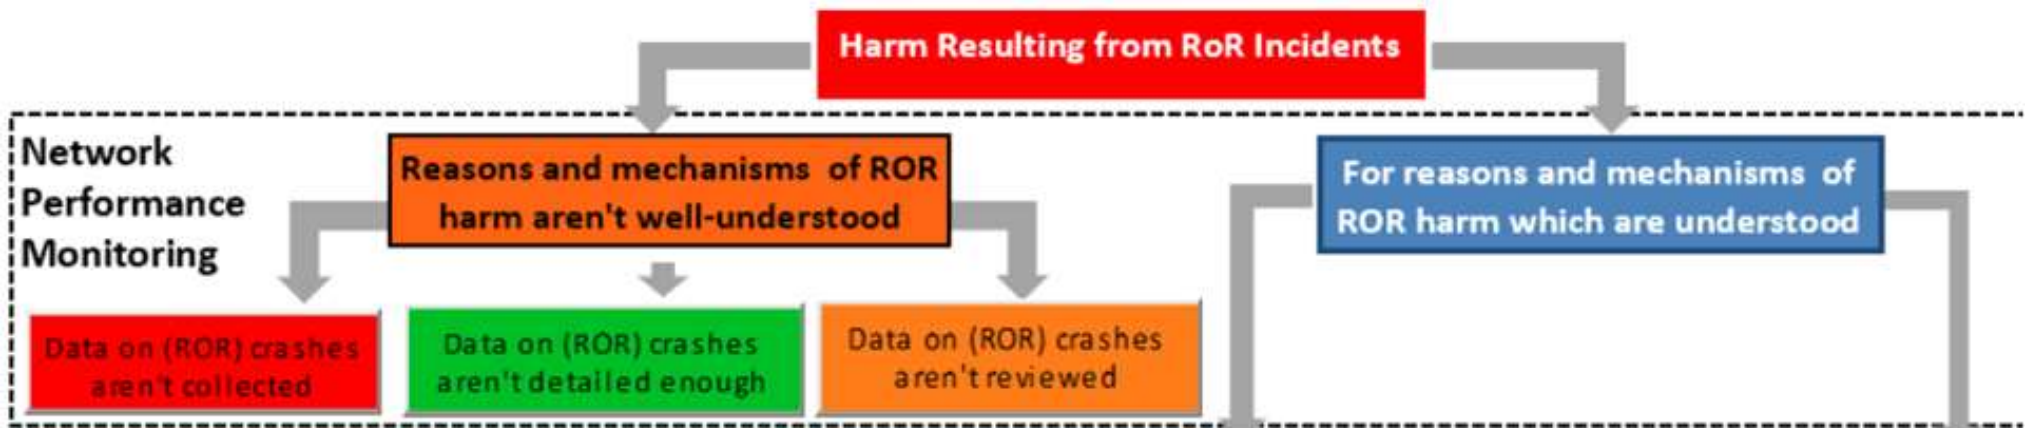 Harm Resulting from RoR Incidents
Network
Performance
Monitoring
Reasons and mechanisms of ROR
harm aren't well-understood
For reasons and mechanisms of
ROR harm which are understood
Data on (ROR) crashes
aren't collected
Data on (ROR) crashes
aren't detailed enough
Data on (ROR) crashes
aren't reviewed